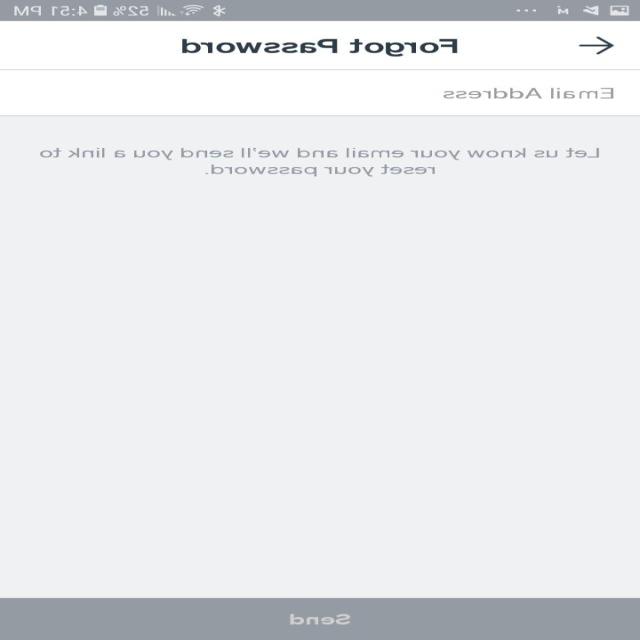 52% 4:51 PM
Forgot Password
Email Address
Let us know your email and we'll send you a link to
reset your password.
Send